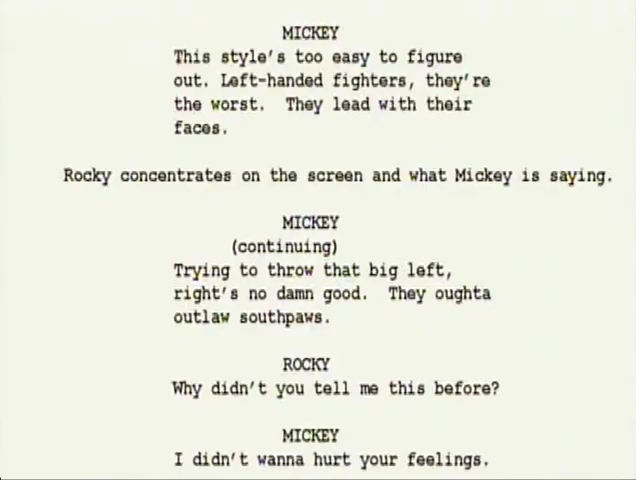 MICKEY
This style's too easy to figure
out. Left-handed fighters, they're
the worst. They lead with their
faces.
Rocky concentrates on the screen and what Mickey is saying.
MICKEY
(continuing)
Trying to throw that big left,
right's no damn good. They oughta
outlaw southpaws.
ROCKY
Why didn't you tell me this before?
MICKEY
I didn't wanna hurt your feelings.